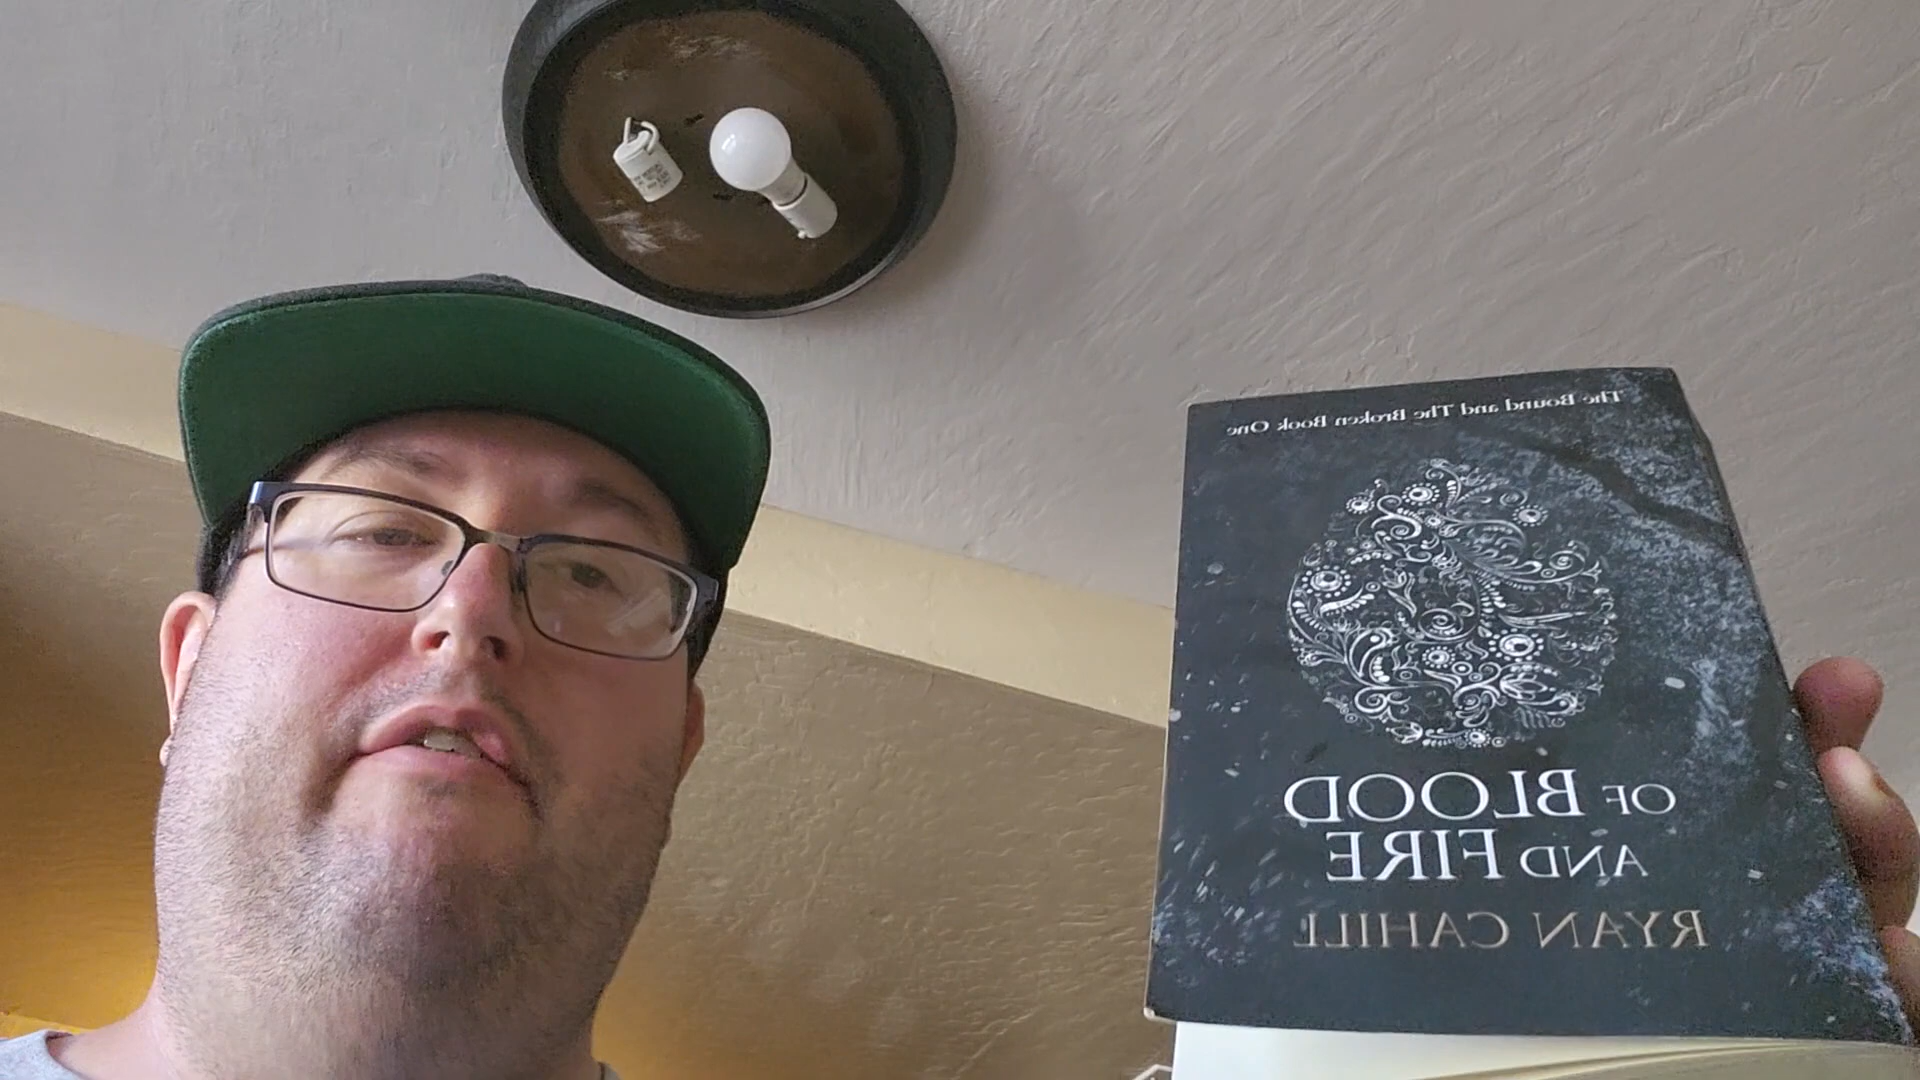 The Bound and The Broken Book One
OF BLOOD
AND FIRE
RYAN CAHILL